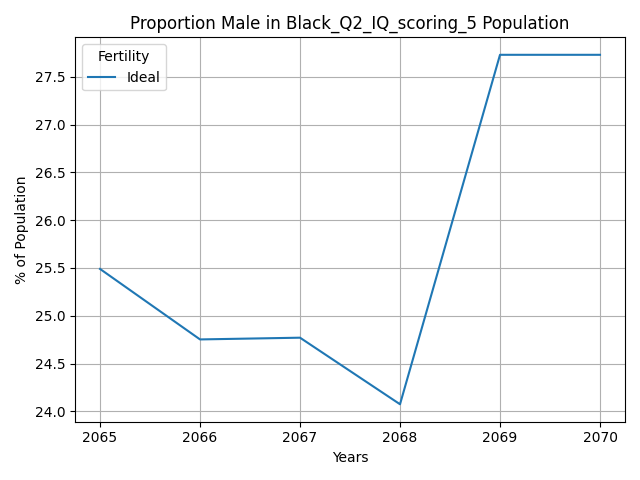 Proportion Male in Black_Q2_IQ_scoring_5 Population
Fertility
Ideal
% of Population
27.5
27.0
26.5
26.0
25.5
25.0
24.5
24.0
2065 2066 2067 2068 2069 2070
Years